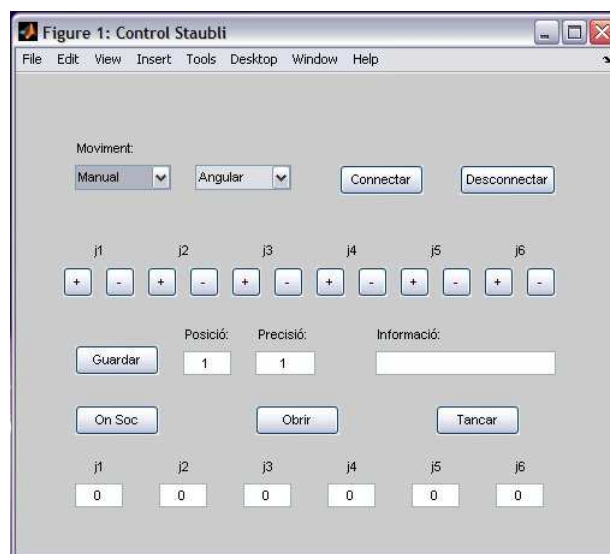 Figure 1: Control Staubli
File Edit View Insert Tools Desktop Window Help
Moviment:
Manual Angular Connectar Desconnectar
j1 j2 j3 j4 j5 j6
+ - + - + - + - + - + -
Posició: Precisió: Informació:
Guardar 1 1
On Soc Obrir Tancar
j1 j2 j3 j4 j5 j6
0 0 0 0 0 0